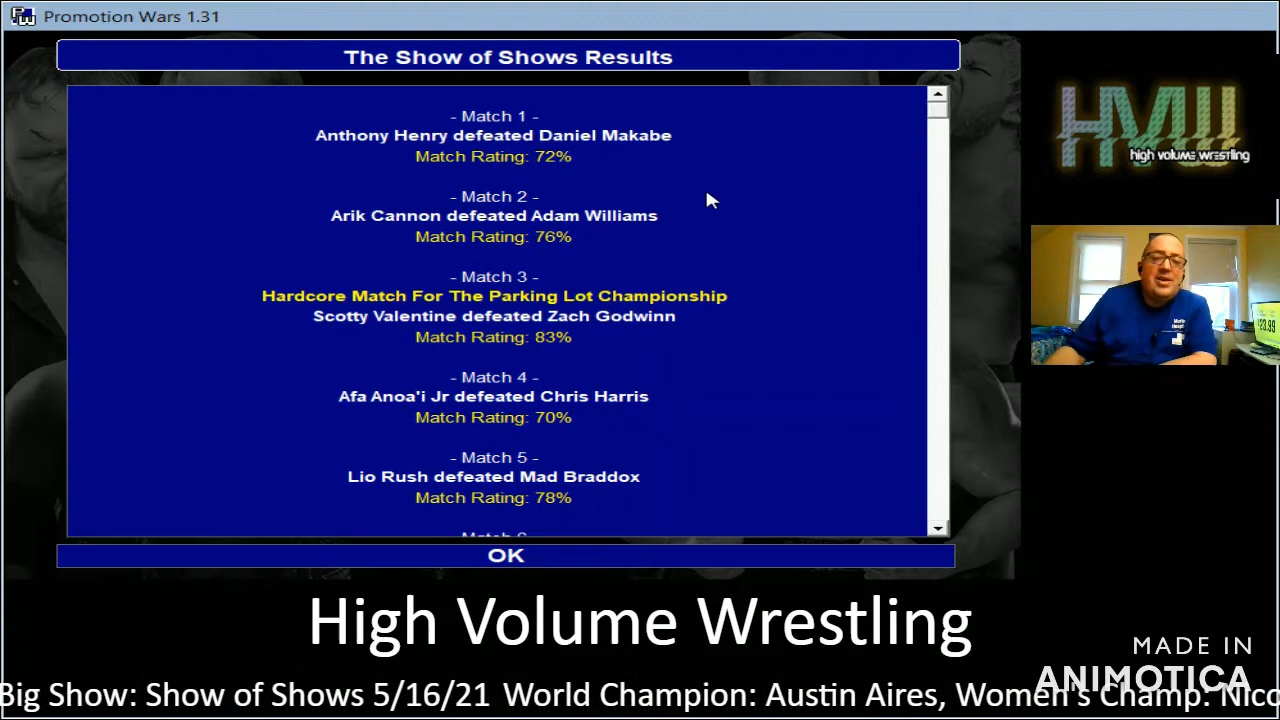 Promotion Wars 1.31
The Show of Shows Results
- Match 1 -
Anthony Henry defeated Daniel Makabe
Match Rating: 72%
- Match 2 -
Arik Cannon defeated Adam Williams
Match Rating: 76%
- Match 3 -
Hardcore Match For The Parking Lot Championship
Scotty Valentine defeated Zach Godwinn
Match Rating: 83%
- Match 4 -
Afa Anoa'i Jr defeated Chris Harris
Match Rating: 70%
- Match 5 -
Lio Rush defeated Mad Braddox
Match Rating: 78%
- Match 6 -
OK
HVW
high volume wrestling
High Volume Wrestling
MADE IN
ANIMOTICA
Big Show: Show of Shows 5/16/21 World Champion: Austin Aires, Women's Champ: Nico